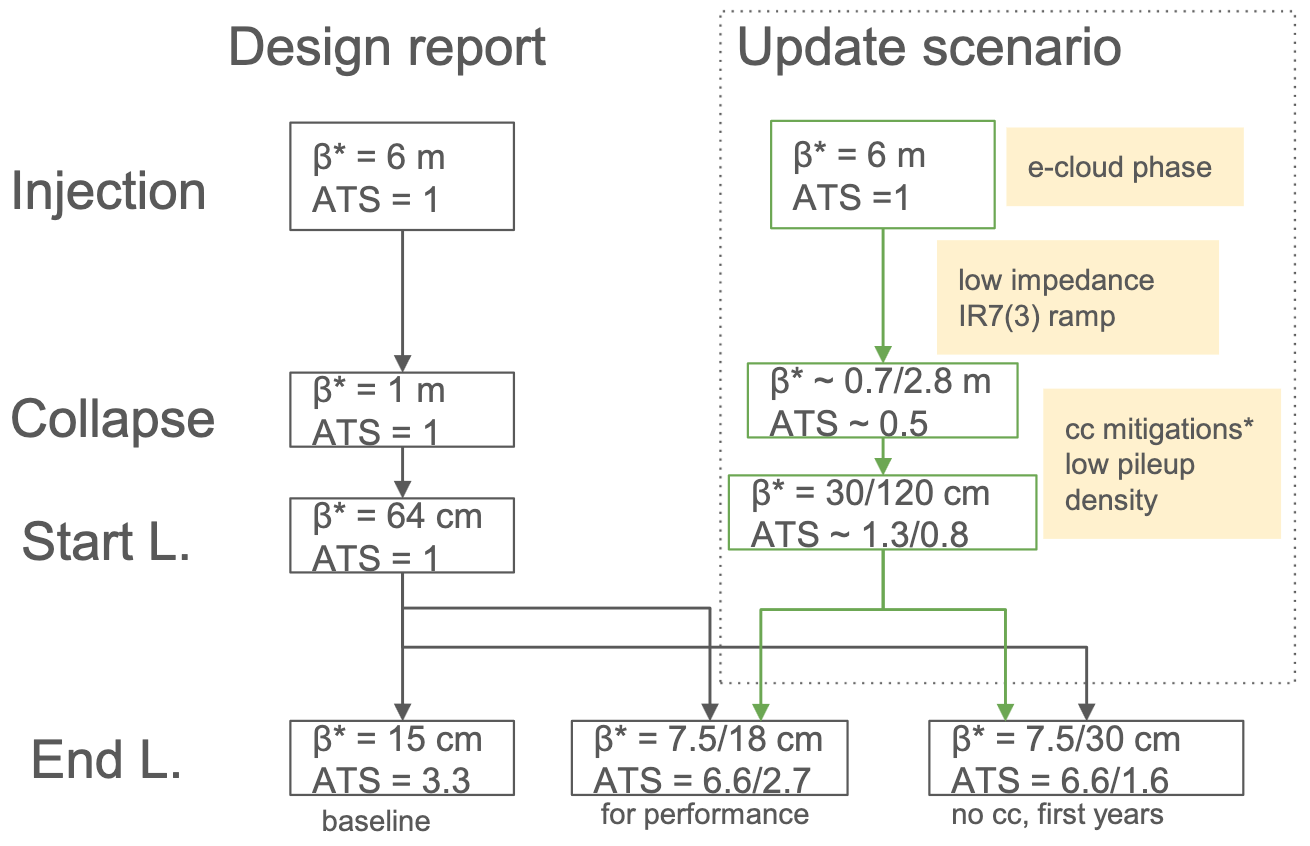 Design report
Update scenario
Injection
β* = 6 m
ATS = 1
β* = 6 m
ATS =1
e-cloud phase
low impedance
IR7(3) ramp
Collapse
β* = 1 m
ATS = 1
β* ~ 0.7/2.8 m
ATS ~ 0.5
cc mitigations*
low pileup
density
Start L.
β* = 64 cm
ATS = 1
β* = 30/120 cm
ATS ~ 1.3/0.8
End L.
β* = 15 cm
ATS = 3.3
baseline
β* = 7.5/18 cm
ATS = 6.6/2.7
for performance
β* = 7.5/30 cm
ATS = 6.6/1.6
no cc, first years